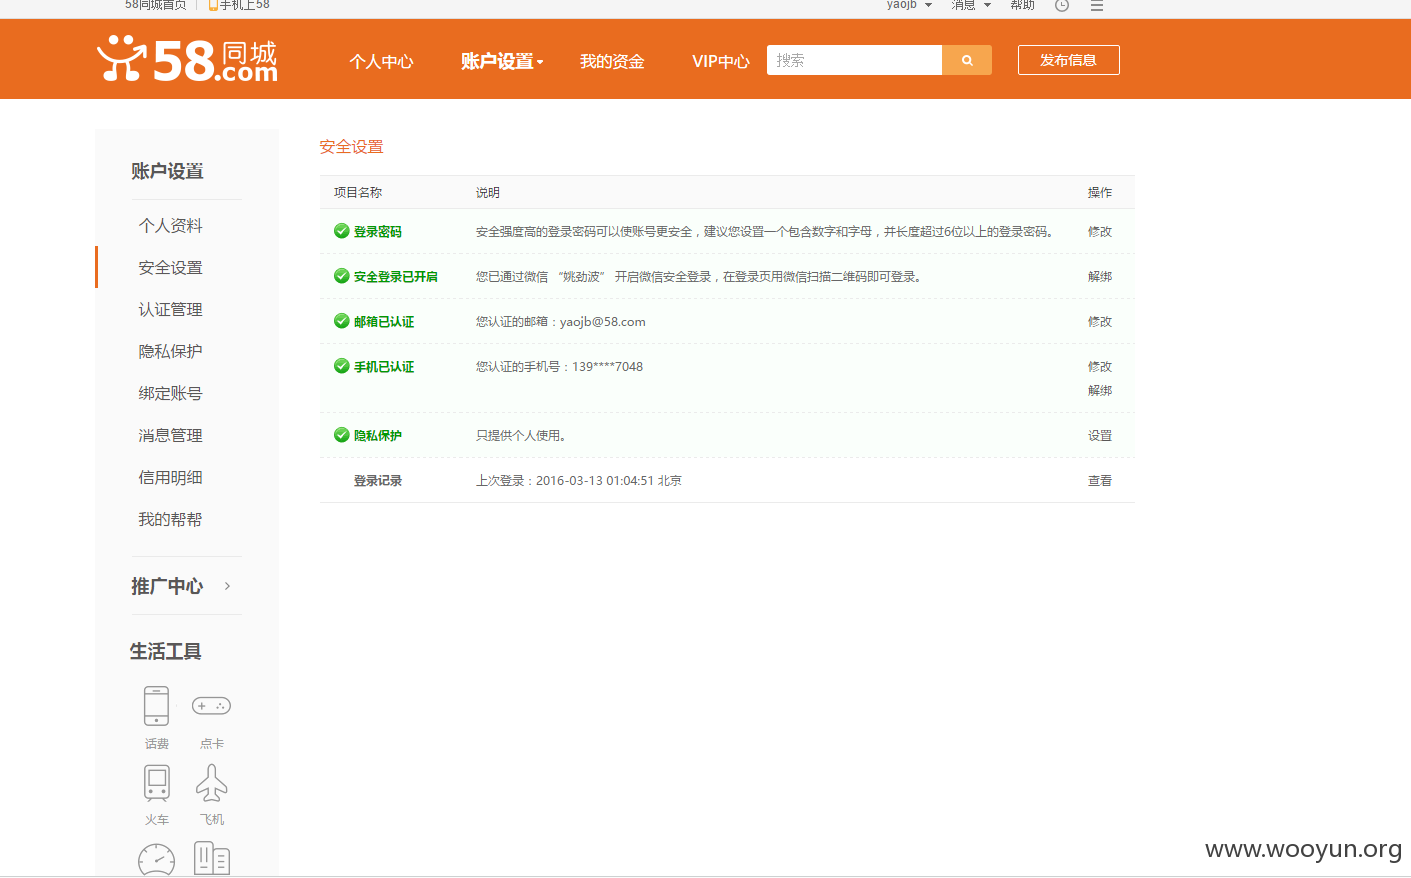 58同城首页 手机上58 yaojb 消息 帮助
58同城.com 个人中心 账户设置 我的资金 VIP中心 搜索 发布信息
账户设置
个人资料
安全设置
认证管理
隐私保护
绑定账号
消息管理
信用明细
我的帮帮
推广中心 >
生活工具
话费 点卡
火车 飞机
安全设置
项目名称 说明 操作
登录密码 安全强度高的登录密码可以使账号更安全，建议您设置一个包含数字和字母，并长度超过6位以上的登录密码。 修改
安全登录已开启 您已通过微信 “姚劲波” 开启微信安全登录，在登录页用微信扫描二维码即可登录。 解绑
邮箱已认证 您认证的邮箱：yaojb@58.com 修改
手机已认证 您认证的手机号：139****7048 修改
解绑
隐私保护 只提供个人使用。 设置
登录记录 上次登录：2016-03-13 01:04:51 北京 查看
www.wooyun.org